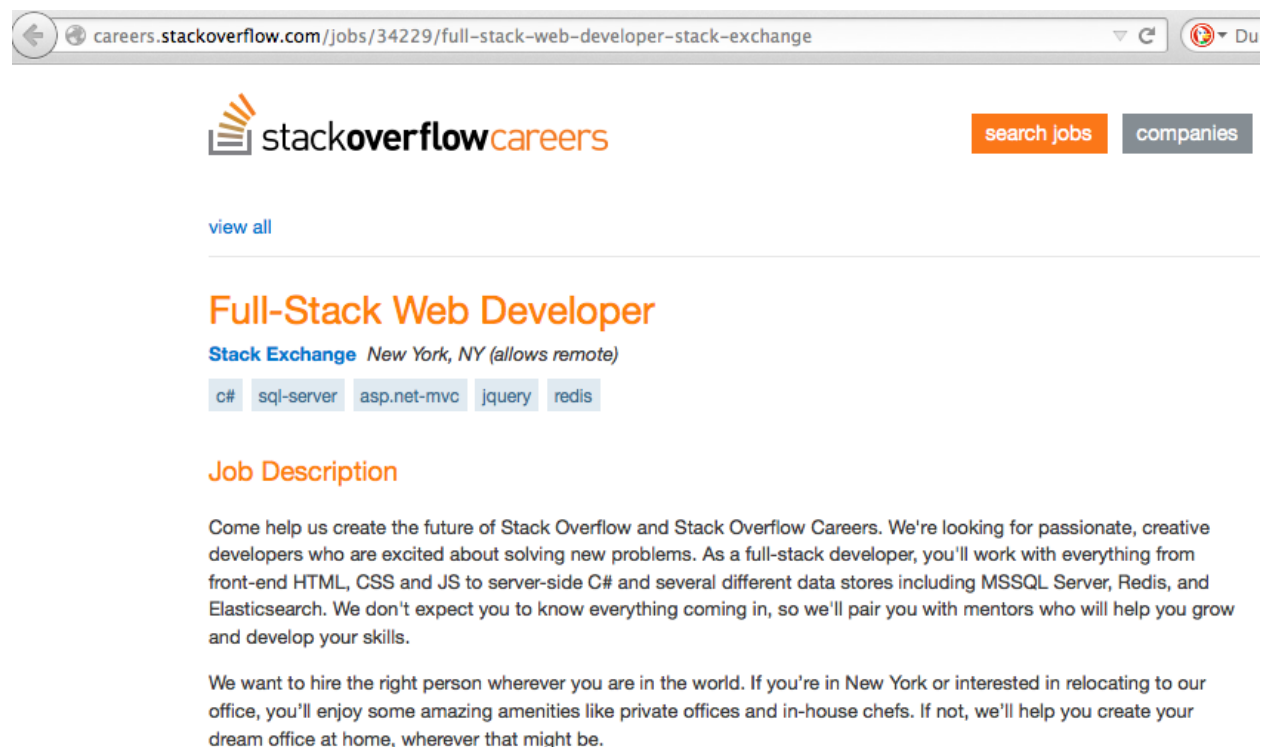 careers.stackoverflow.com/jobs/34229/full-stack-web-developer-stack-exchange
Du
stackoverflowcareers
search jobs
companies
view all
Full-Stack Web Developer
Stack Exchange New York, NY (allows remote)
c# sql-server asp.net-mvc jquery redis
Job Description
Come help us create the future of Stack Overflow and Stack Overflow Careers. We're looking for passionate, creative
developers who are excited about solving new problems. As a full-stack developer, you'll work with everything from
front-end HTML, CSS and JS to server-side C# and several different data stores including MSSQL Server, Redis, and
Elasticsearch. We don't expect you to know everything coming in, so we'll pair you with mentors who will help you grow
and develop your skills.
We want to hire the right person wherever you are in the world. If you’re in New York or interested in relocating to our
office, you’ll enjoy some amazing amenities like private offices and in-house chefs. If not, we’ll help you create your
dream office at home, wherever that might be.